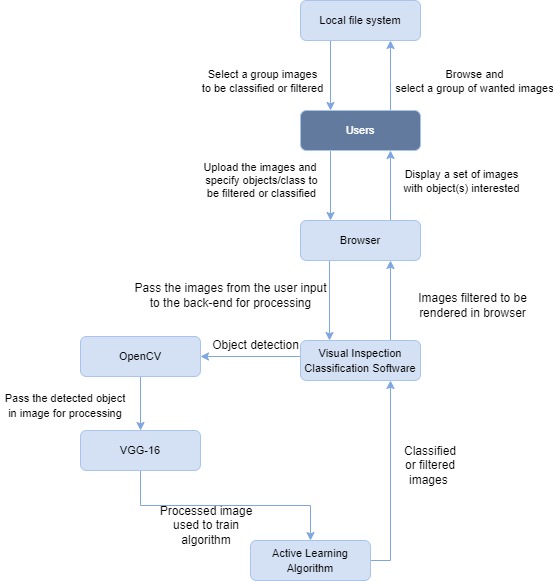 Local file system
Select a group images
to be classified or filtered
Browse and
select a group of wanted images
Users
Upload the images and
specify objects/class to
be filtered or classified
Display a set of images
with object(s) interested
Browser
Pass the images from the user input
to the back-end for processing
Images filtered to be
rendered in browser
Object detection
OpenCV
Visual Inspection
Classification Software
Pass the detected object
in image for processing
VGG-16
Classified
or filtered
images
Processed image
used to train
algorithm
Active Learning
Algorithm